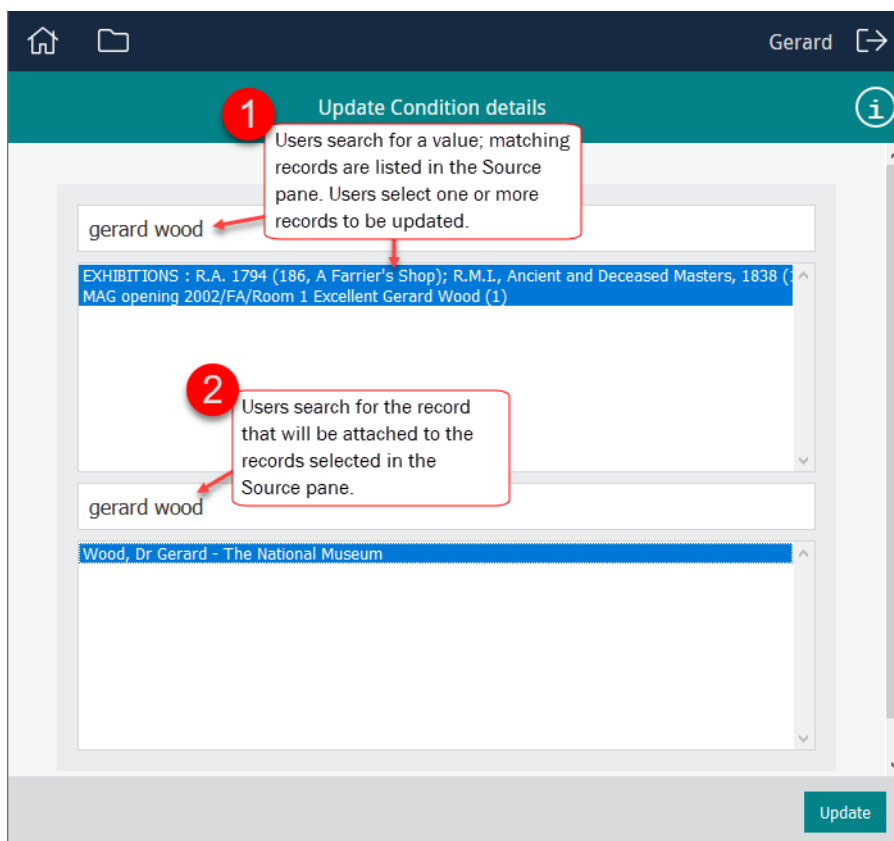 Gerard
Update Condition details
1
Users search for a value; matching
records are listed in the Source
pane. Users select one or more
records to be updated.
gerard wood
EXHIBITIONS : R.A. 1794 (186, A Farrier's Shop); R.M.I., Ancient and Deceased Masters, 1838 (
MAG opening 2002/FA/Room 1 Excellent Gerard Wood (1)
2
Users search for the record
that will be attached to the
records selected in the
Source pane.
gerard wood
Wood, Dr Gerard - The National Museum
Update